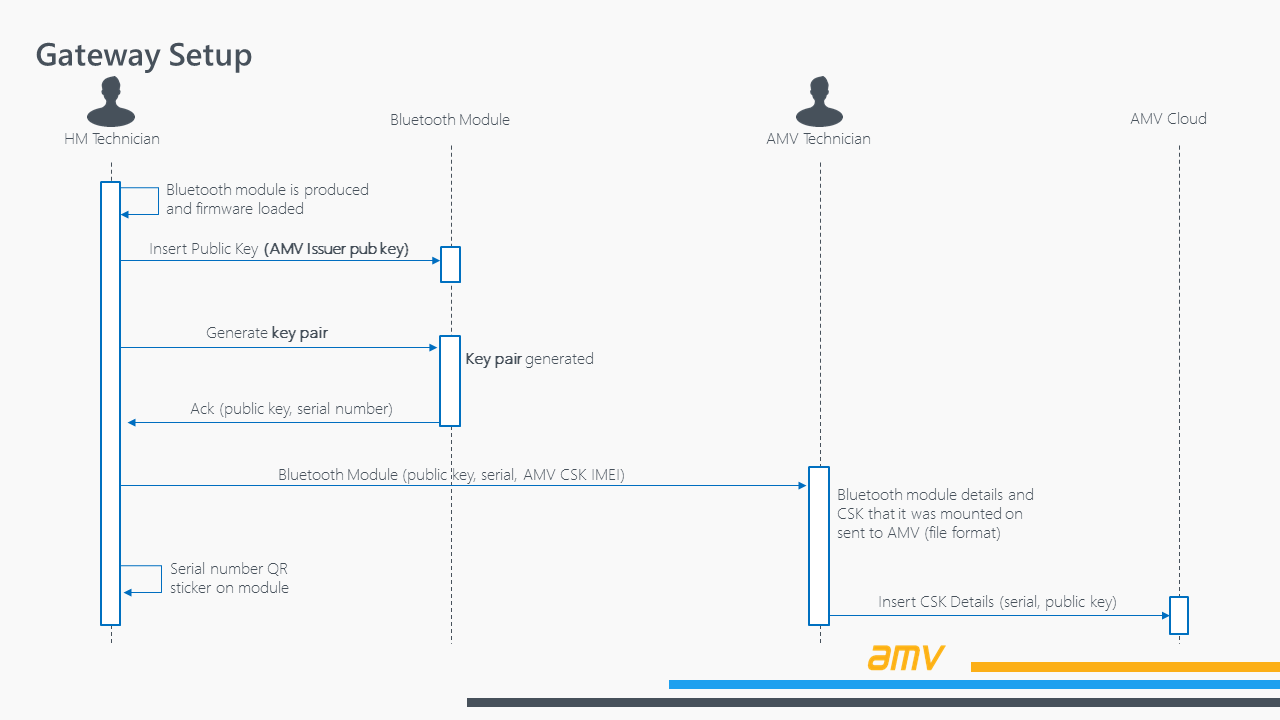 Gateway Setup
HM Technician
Bluetooth Module
AMV Technician
AMV Cloud
Bluetooth module is produced
and firmware loaded
Insert Public Key (AMV Issuer pub key)
Generate key pair
Key pair generated
Ack (public key, serial number)
Bluetooth Module (public key, serial, AMV CSK IMEI)
Bluetooth module details and
CSK that it was mounted on
sent to AMV (file format)
Serial number QR
sticker on module
Insert CSK Details (serial, public key)
amv